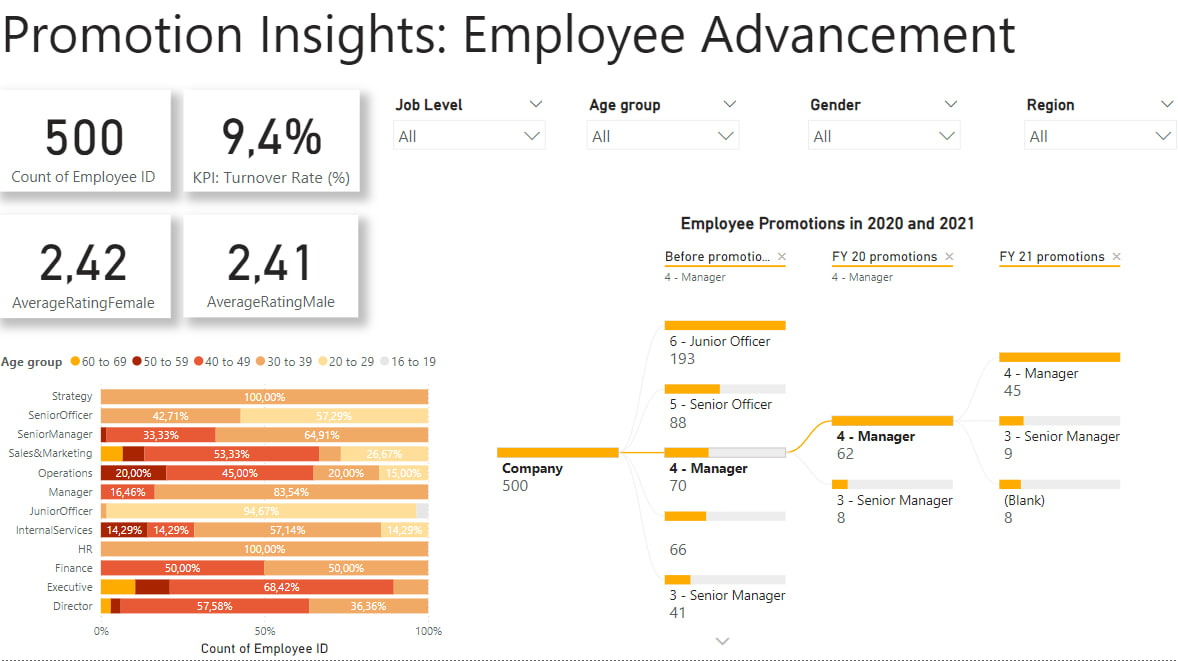 Promotion Insights: Employee Advancement
500
Count of Employee ID
9,4%
KPI: Turnover Rate (%)
Job Level
All
Age group
All
Gender
All
Region
All
2,42
AverageRatingFemale
2,41
AverageRatingMale
Employee Promotions in 2020 and 2021
Before promotio...
4 - Manager
FY 20 promotions
4 - Manager
FY 21 promotions
Company
500
6 - Junior Officer
193
5 - Senior Officer
88
4 - Manager
70
66
3 - Senior Manager
41
4 - Manager
62
3 - Senior Manager
8
4 - Manager
45
3 - Senior Manager
9
(Blank)
8
Age group 60 to 69 50 to 59 40 to 49 30 to 39 20 to 29 16 to 19
Strategy 100,00%
SeniorOfficer 42,71% 57,29%
SeniorManager 33,33% 64,91%
Sales&Marketing 53,33% 26,67%
Operations 20,00% 45,00% 20,00% 15,00%
Manager 16,46% 83,54%
JuniorOfficer 94,67%
InternalServices 14,29% 14,29% 57,14% 14,29%
HR 100,00%
Finance 50,00% 50,00%
Executive 68,42%
Director 57,58% 36,36%
0% 50% 100%
Count of Employee ID